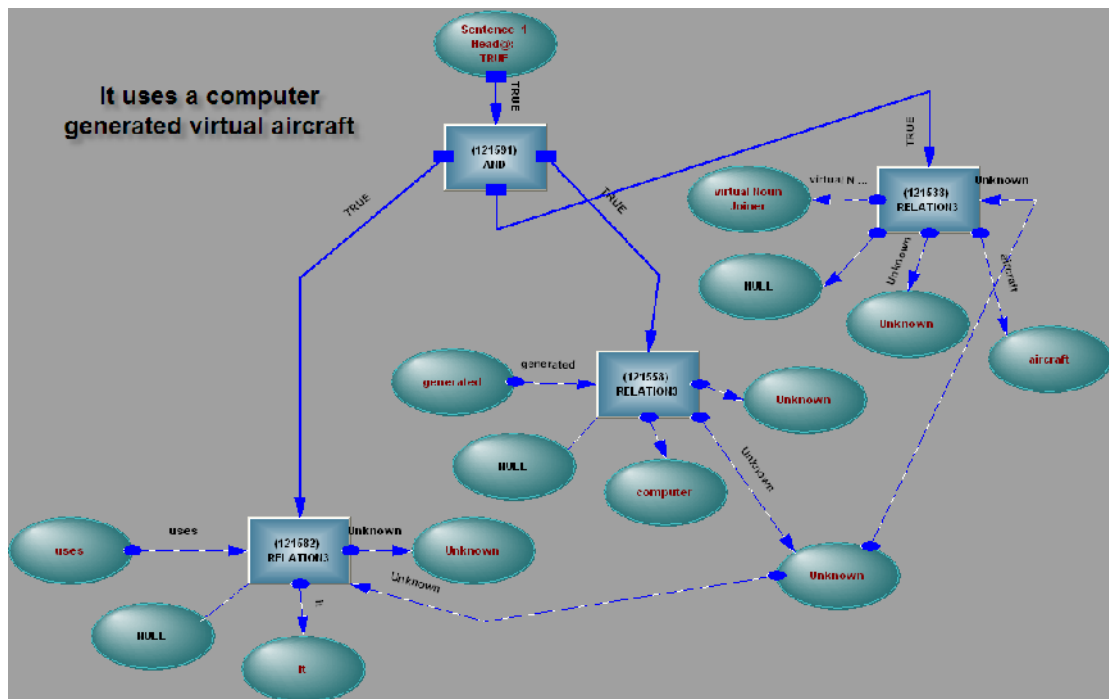 Sentence_1
Head@:
TRUE
TRUE
It uses a computer
generated virtual aircraft
(121591)
AND
TRUE
TRUE
TRUE
virtual Noun
Joiner
virtual N ...
(121533)
RELATION3
Unknown
NULL
Unknown
Unknown
aircraft
aircraft
generated
generated
(121558)
RELATION3
Unknown
NULL
computer
Unknown
uses
uses
(121582)
RELATION3
Unknown
Unknown
Unknown
Unknown
NULL
It
It